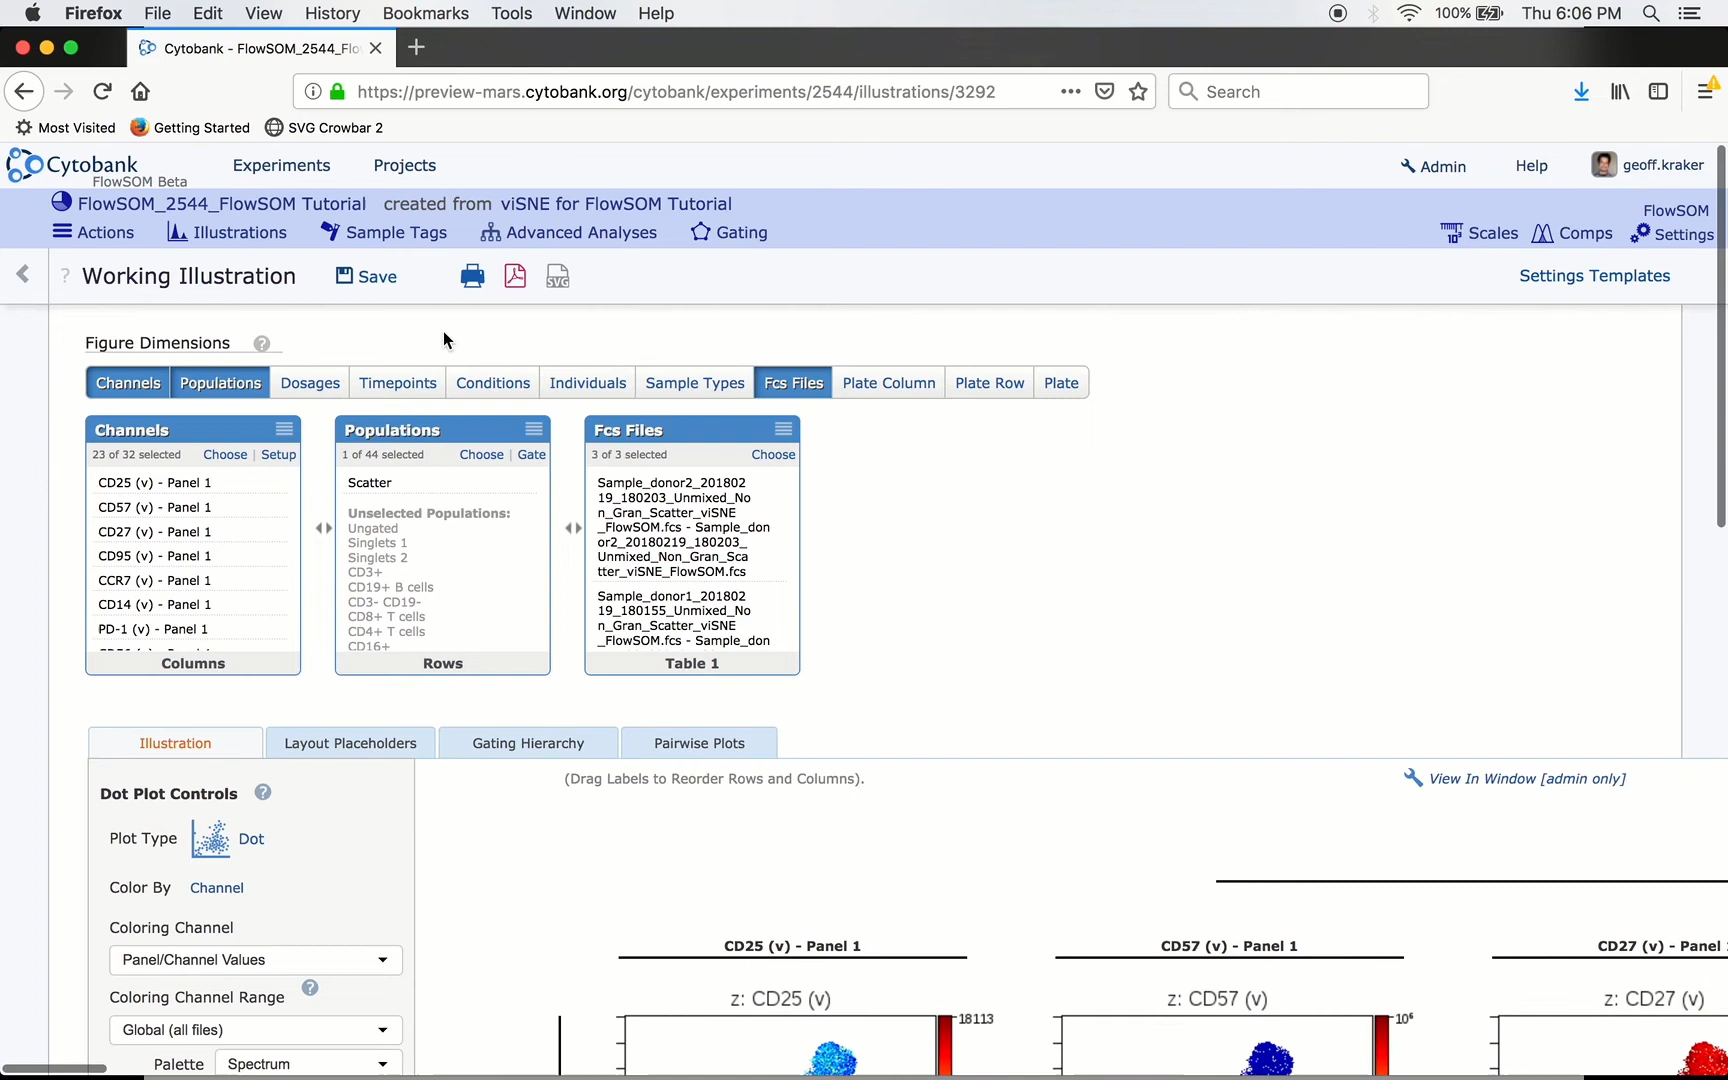 Firefox File Edit View History Bookmarks Tools Window Help 100% Thu 6:06 PM
Cytobank - FlowSOM_2544_Flo
https://preview-mars.cytobank.org/cytobank/experiments/2544/illustrations/3292
Search
Most Visited Getting Started SVG Crowbar 2
Cytobank
FlowSOM Beta
Experiments Projects Admin Help geoff.kraker
FlowSOM_2544_FlowSOM Tutorial created from viSNE for FlowSOM Tutorial
FlowSOM
Actions Illustrations Sample Tags Advanced Analyses Gating Scales Comps Settings
? Working Illustration Save SVG Settings Templates
Figure Dimensions ?
Channels Populations Dosages Timepoints Conditions Individuals Sample Types Fcs Files Plate Column Plate Row Plate
Channels
23 of 32 selected Choose | Setup
CD25 (v) - Panel 1
CD57 (v) - Panel 1
CD27 (v) - Panel 1
CD95 (v) - Panel 1
CCR7 (v) - Panel 1
CD14 (v) - Panel 1
PD-1 (v) - Panel 1
Columns
Populations
1 of 44 selected Choose | Gate
Scatter
Unselected Populations:
Ungated
Singlets 1
Singlets 2
CD3+
CD19+ B cells
CD3- CD19-
CD8+ T cells
CD4+ T cells
CD16+
Rows
Fcs Files
3 of 3 selected Choose
Sample_donor2_201802
19_180203_Unmixed_No
n_Gran_Scatter_viSNE
_FlowSOM.fcs - Sample_don
or2_20180219_180203_
Unmixed_Non_Gran_Sca
tter_viSNE_FlowSOM.fcs
Sample_donor1_201802
19_180155_Unmixed_No
n_Gran_Scatter_viSNE
_FlowSOM.fcs - Sample_don
Table 1
Illustration Layout Placeholders Gating Hierarchy Pairwise Plots
Dot Plot Controls ?
Plot Type Dot
Color By Channel
Coloring Channel
Panel/Channel Values
Coloring Channel Range ?
Global (all files)
Palette Spectrum
(Drag Labels to Reorder Rows and Columns).
View In Window [admin only]
CD25 (v) - Panel 1 CD57 (v) - Panel 1 CD27 (v) - Panel
z: CD25 (v) z: CD57 (v) z: CD27 (v)
18113 10⁶